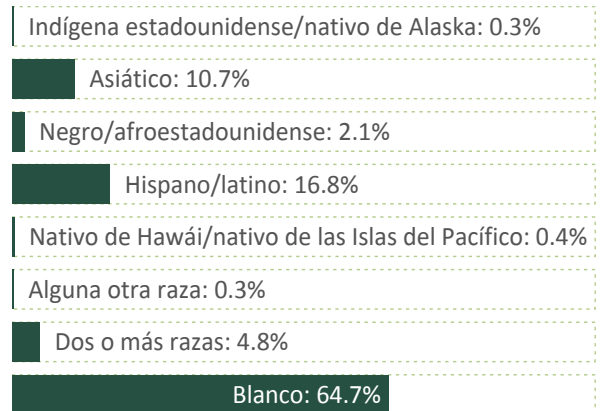 Indígena estadounidense/nativo de Alaska: 0.3%
Asiático: 10.7%
Negro/afroestadounidense: 2.1%
Hispano/latino: 16.8%
Nativo de Hawái/nativo de las Islas del Pacífico: 0.4%
Alguna otra raza: 0.3%
Dos o más razas: 4.8%
Blanco: 64.7%